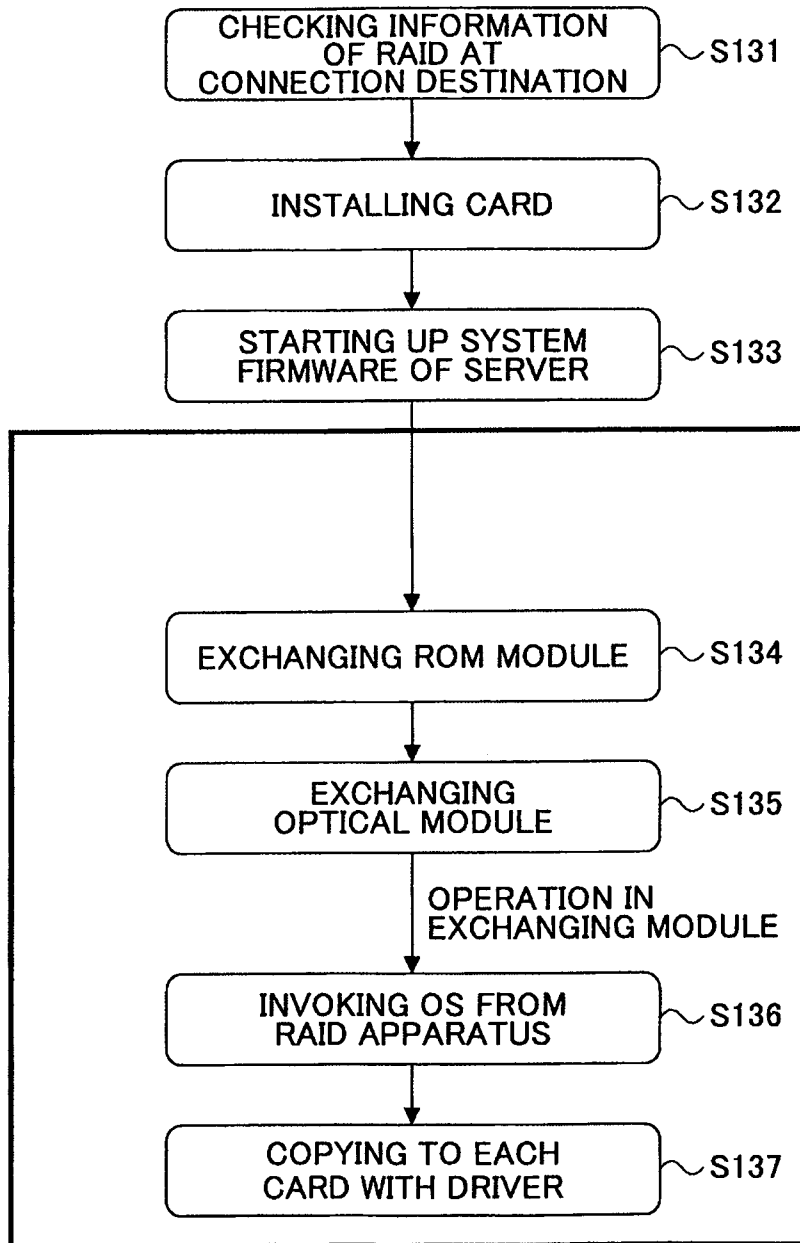 CHECKING INFORMATION
OF RAID AT
CONNECTION DESTINATION
S131
INSTALLING CARD
S132
STARTING UP SYSTEM
FIRMWARE OF SERVER
S133
EXCHANGING ROM MODULE
S134
EXCHANGING
OPTICAL MODULE
S135
OPERATION IN
EXCHANGING MODULE
INVOKING OS FROM
RAID APPARATUS
S136
COPYING TO EACH
CARD WITH DRIVER
S137